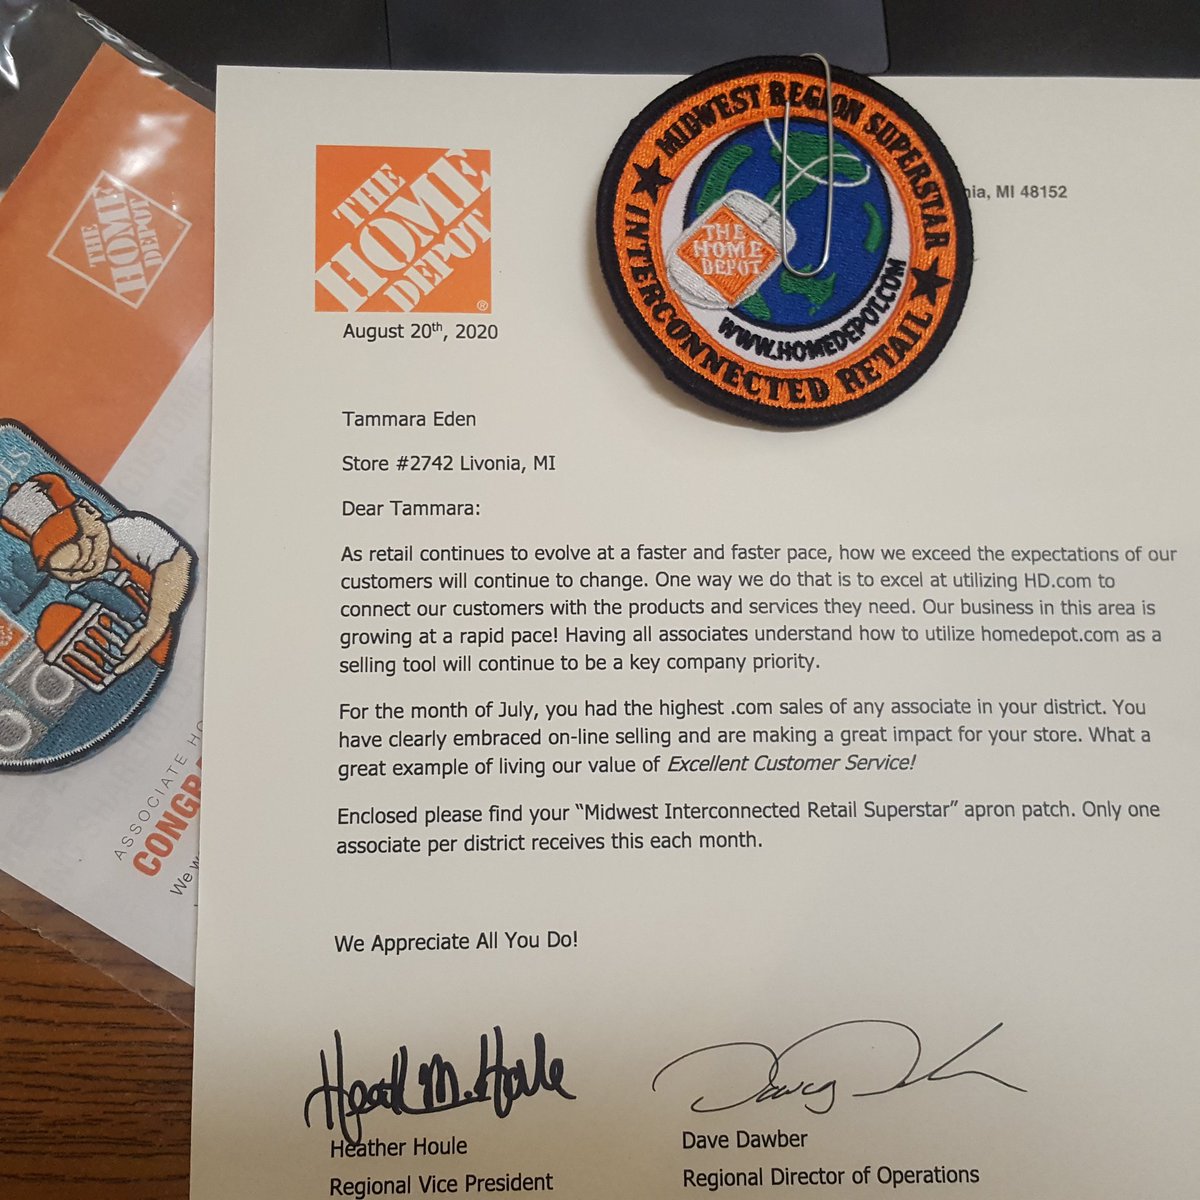 THE
HOME
DEPOT
®
MIDWEST REGION SUPERSTAR
INTERCONNECTED RETAIL
THE
HOME
DEPOT
WWW.HOMEDEPOT.COM
MI 48152
August 20th, 2020
Tammara Eden
Store #2742 Livonia, MI
Dear Tammara:
As retail continues to evolve at a faster and faster pace, how we exceed the expectations of our
customers will continue to change. One way we do that is to excel at utilizing HD.com to
connect our customers with the products and services they need. Our business in this area is
growing at a rapid pace! Having all associates understand how to utilize homedepot.com as a
selling tool will continue to be a key company priority.
For the month of July, you had the highest .com sales of any associate in your district. You
have clearly embraced on-line selling and are making a great impact for your store. What a
great example of living our value of Excellent Customer Service!
Enclosed please find your “Midwest Interconnected Retail Superstar” apron patch. Only one
associate per district receives this each month.
We Appreciate All You Do!
Heather M. Houle
Heather Houle
Regional Vice President
Dave Dawber
Regional Director of Operations
THE
HOME
DEPOT
ASSOCIATE
CONGR
We